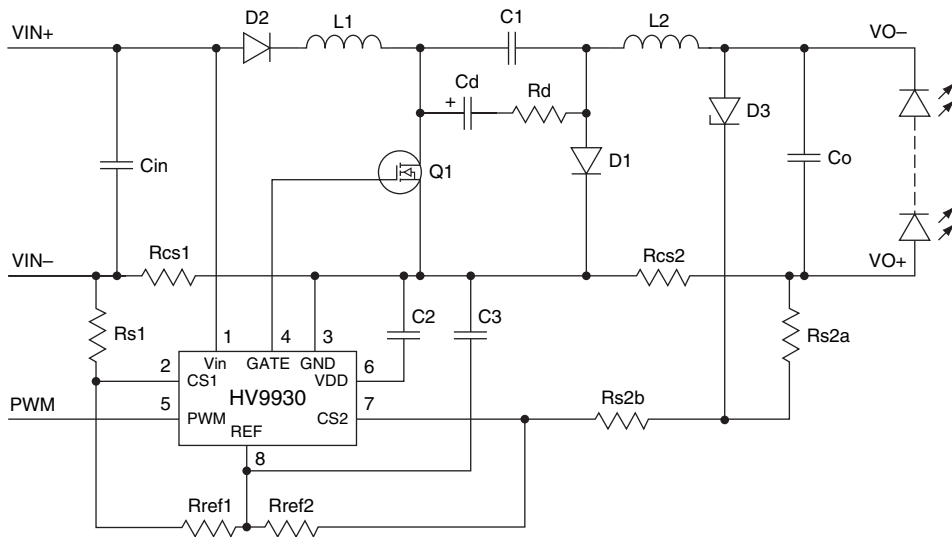 VIN+
D2
L1
C1
L2
VO–
Cd
+
Rd
D3
Cin
Q1
D1
Co
VIN–
Rcs1
Rcs2
VO+
Rs1
1
4
3
C2
C3
Rs2a
2
Vin
GATE
GND
6
CS1
VDD
HV9930
PWM
5
7
PWM
CS2
Rs2b
REF
8
Rref1
Rref2